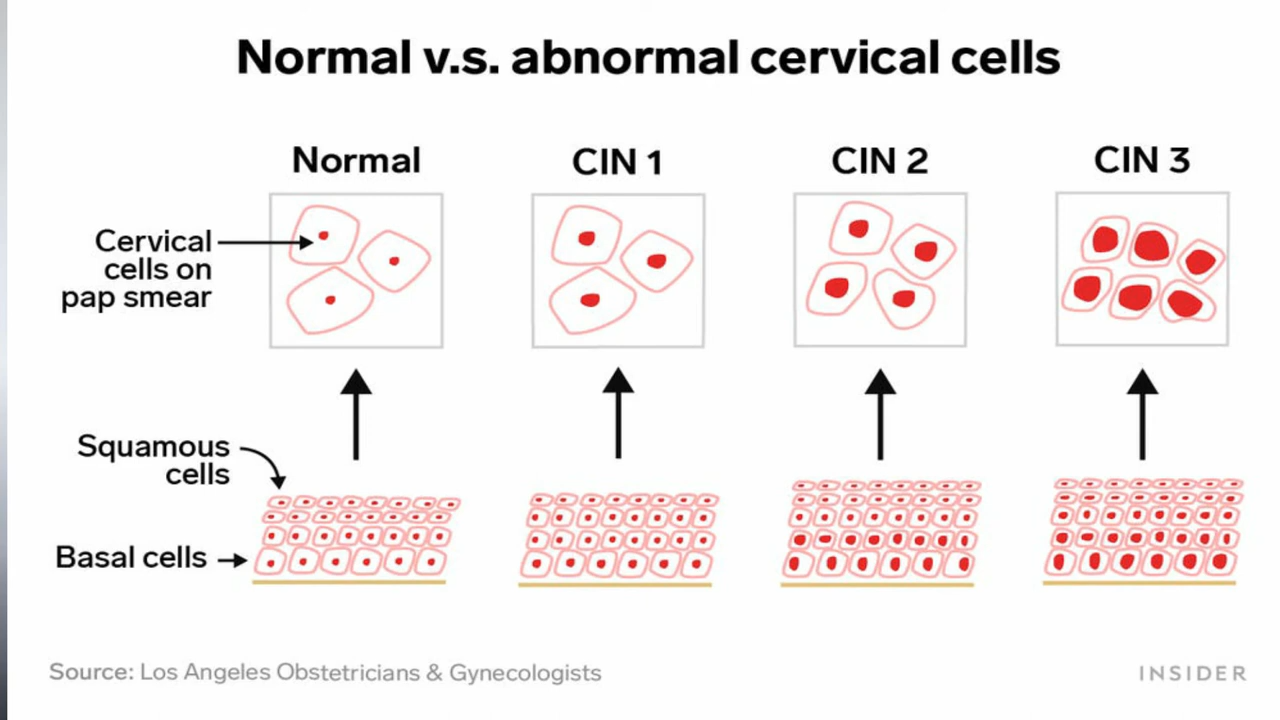 Normal v.s. abnormal cervical cells
Normal
CIN 1
CIN 2
CIN 3
Cervical
cells on
pap smear
Squamous
cells
Basal cells
Source: Los Angeles Obstetricians & Gynecologists
INSIDER